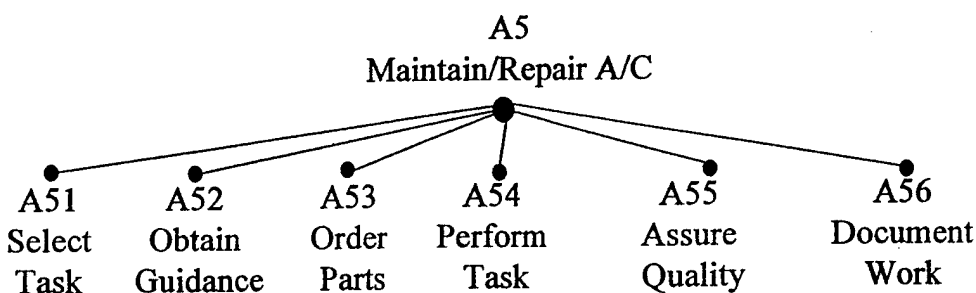 A5
Maintain/Repair A/C
A51 A52 A53 A54 A55 A56
Select Obtain Order Perform Assure Document
Task Guidance Parts Task Quality Work